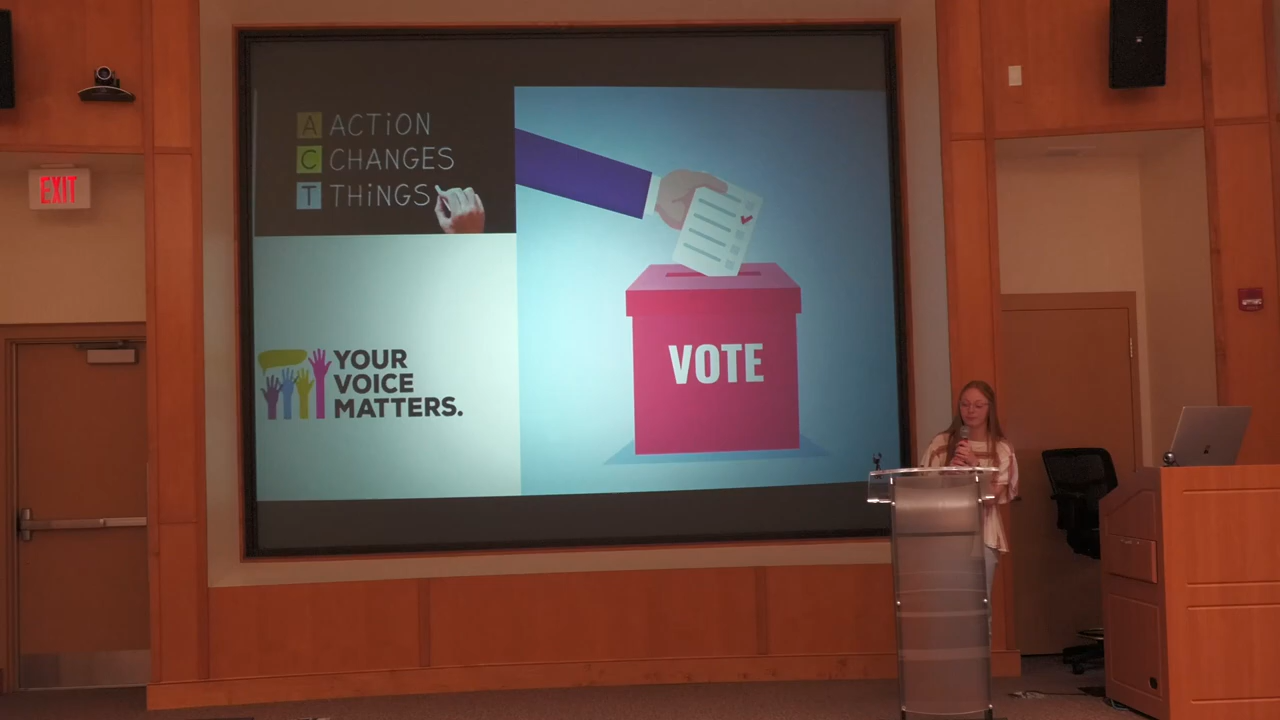 EXIT
A ACTiON
C CHANGES
T THiNGS
YOUR
VOICE
MATTERS.
VOTE